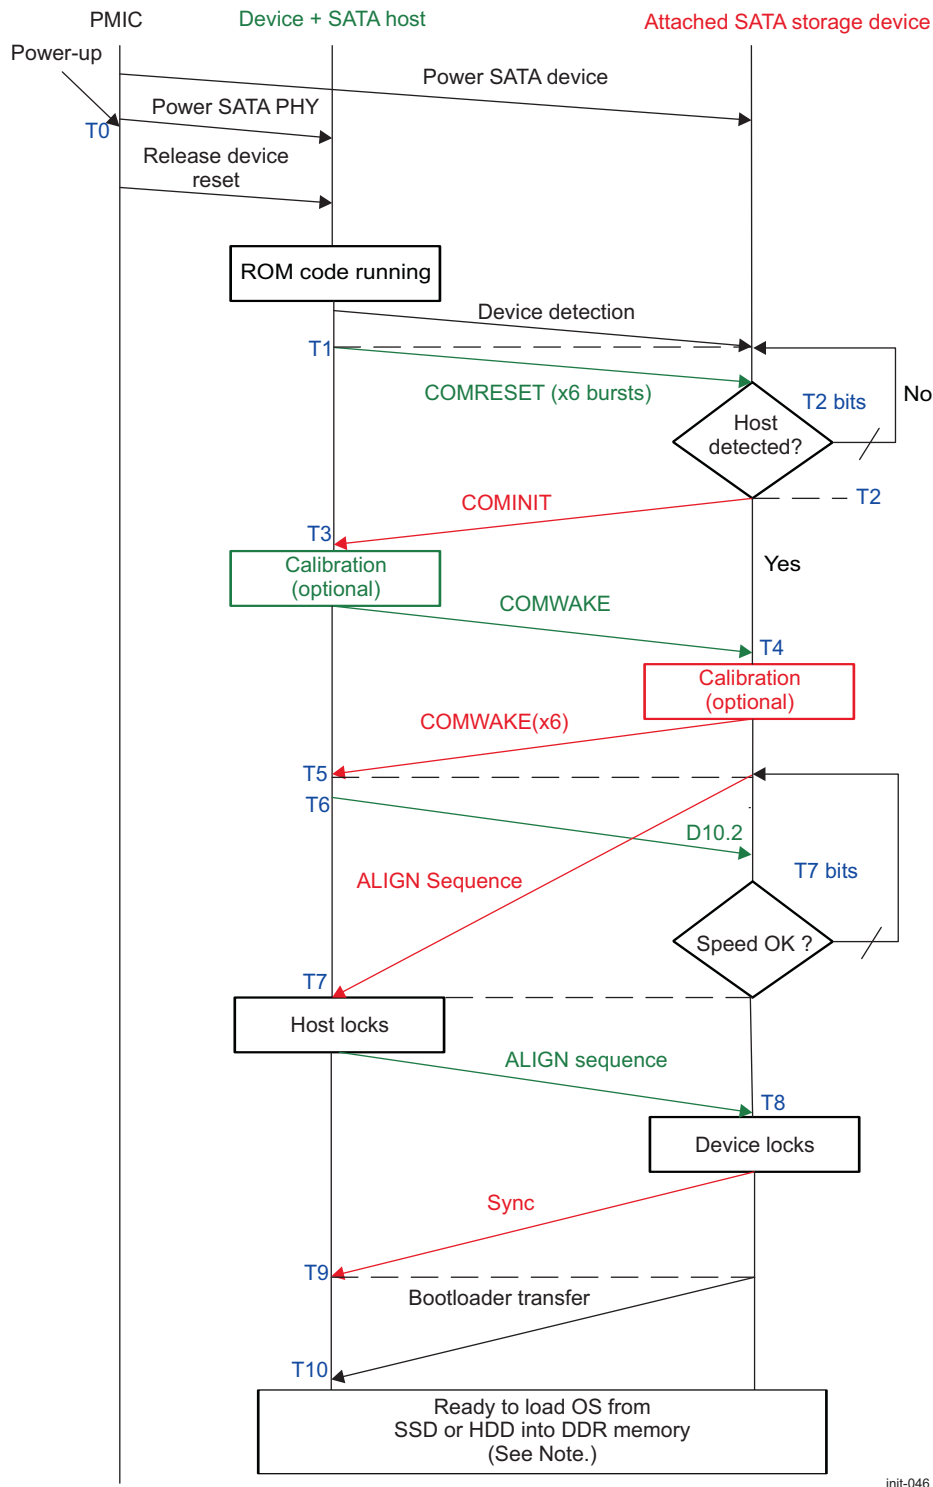 PMIC
Device + SATA host
Attached SATA storage device
Power-up
Power SATA device
Power SATA PHY
T0
Release device
reset
ROM code running
Device detection
T1
COMRESET (x6 bursts)
T2 bits
No
Host
detected?
T2
COMINIT
T3
Calibration
(optional)
Yes
COMWAKE
T4
Calibration
(optional)
COMWAKE(x6)
T5
T6
D10.2
ALIGN Sequence
T7 bits
Speed OK ?
T7
Host locks
ALIGN sequence
T8
Device locks
Sync
T9
Bootloader transfer
T10
Ready to load OS from
SSD or HDD into DDR memory
(See Note.)
init-046